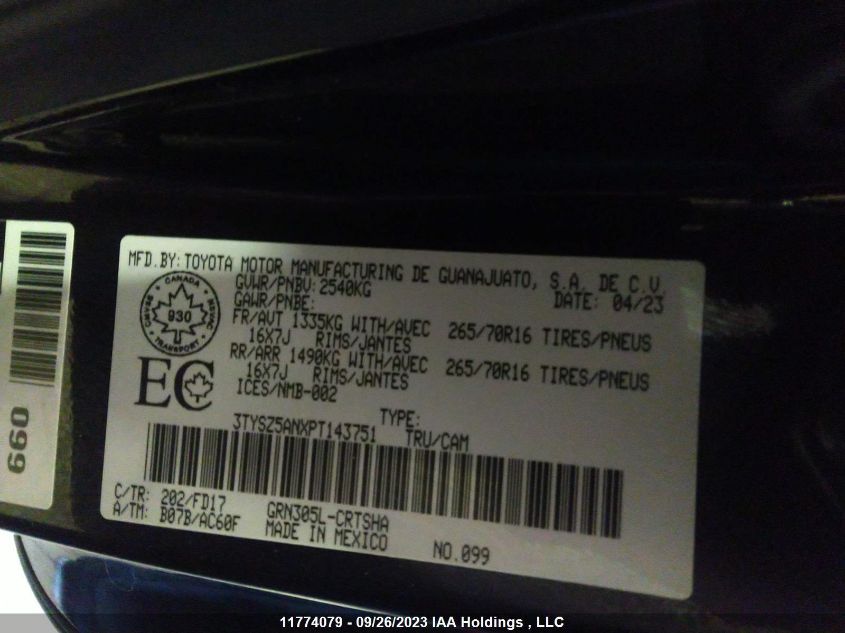 MFD.BY: TOYOTA MOTOR MANUFACTURING DE GUANAJUATO, S.A. DE C.V.
GVWR/PNBV: 2540KG DATE: 04/23
GAWR/PNBE:
FR/AVT 1335KG WITH/AVEC 265/70R16 TIRES/PNEUS
16X7J RIMS/JANTES
RR/ARR 1490KG WITH/AVEC 265/70R16 TIRES/PNEUS
16X7J RIMS/JANTES
ICES/NMB-002
CANADA
930
TRANSPORT
EC
3TYSZ5ANXPT143751 TYPE: TRU/CAM
C/TR: 202/FD17 GRN305L-CRTSHA
A/TM: B07B/AC60F MADE IN MEXICO NO.099
660
11774079 - 09/26/2023 IAA Holdings , LLC